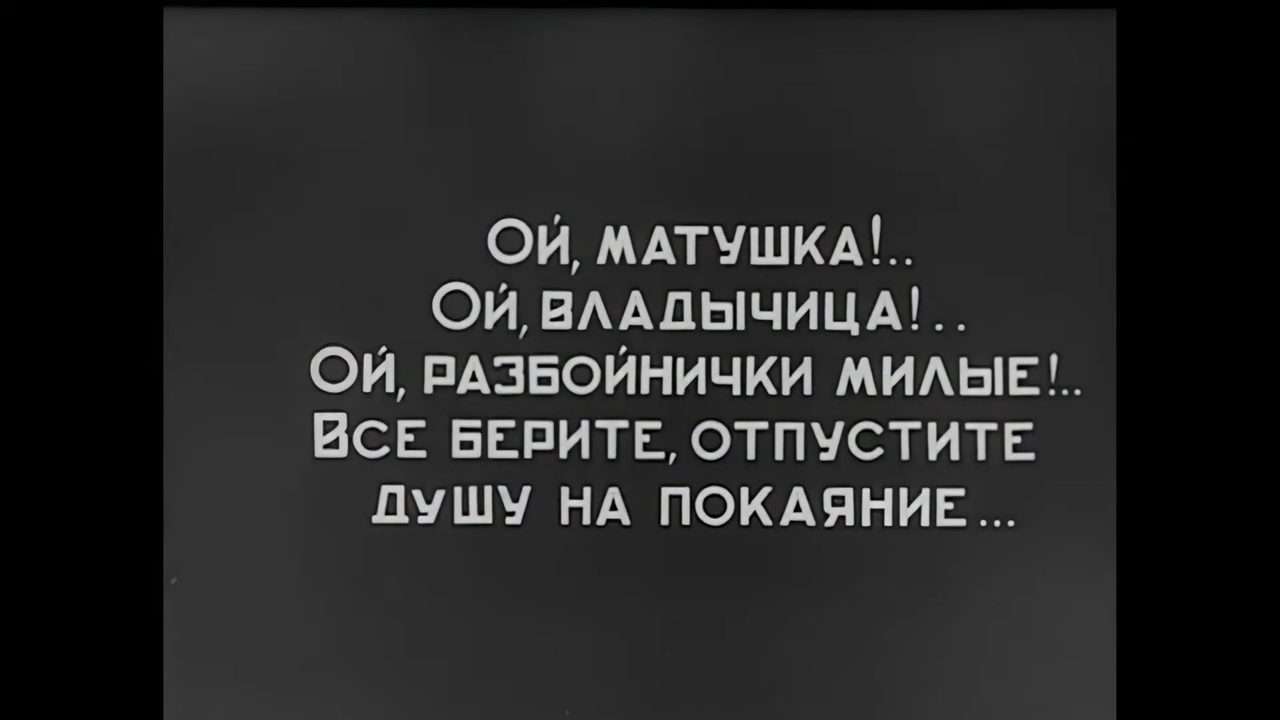 Ой, матушка!..
Ой, владычица!..
Ой, разбойнички милые!..
Все берите, отпустите
душу на покаяние...